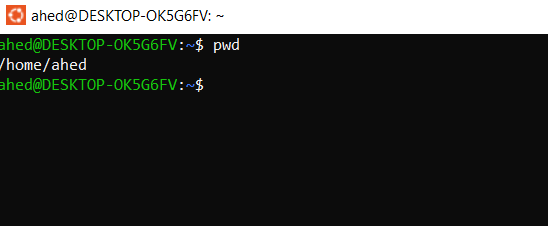 ahed@DESKTOP-OK5G6FV: ~
ahed@DESKTOP-OK5G6FV:~$ pwd
/home/ahed
ahed@DESKTOP-OK5G6FV:~$